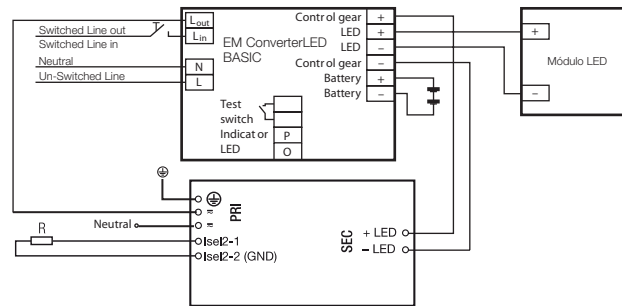 Switched Line out
Switched Line in
Neutral
Un-Switched Line
Lout
Lin
N
L
EM ConverterLED
BASIC
Test
switch
Indicat or
LED
P
O
Control gear +
LED +
LED −
Control gear −
Battery +
Battery −
+
Módulo LED
−
=
=
PRI
Neutral
R
Isel2-1
Isel2-2 (GND)
SEC
+ LED
− LED